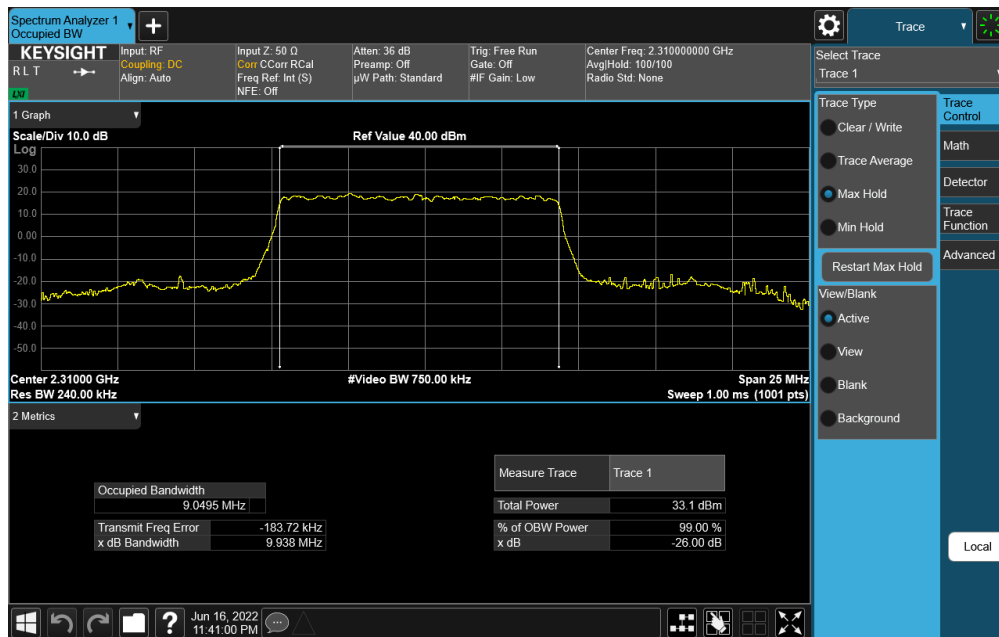 Spectrum Analyzer 1
Occupied BW
Trace
KEYSIGHT
R L T
LXI
Input: RF
Coupling: DC
Align: Auto
Input Z: 50 Ω
Corr CCorr RCal
Freq Ref: Int (S)
NFE: Off
Atten: 36 dB
Preamp: Off
µW Path: Standard
Trig: Free Run
Gate: Off
#IF Gain: Low
Center Freq: 2.310000000 GHz
Avg|Hold: 100/100
Radio Std: None
Select Trace
Trace 1
1 Graph
Scale/Div 10.0 dB
Ref Value 40.00 dBm
Log
30.0
20.0
10.0
0.00
-10.0
-20.0
-30.0
-40.0
-50.0
Center 2.31000 GHz
#Video BW 750.00 kHz
Span 25 MHz
Res BW 240.00 kHz
Sweep 1.00 ms (1001 pts)
2 Metrics
Measure Trace
Trace 1
Occupied Bandwidth
9.0495 MHz
Total Power
33.1 dBm
Transmit Freq Error
-183.72 kHz
% of OBW Power
99.00 %
x dB Bandwidth
9.938 MHz
x dB
-26.00 dB
Trace Type
Clear / Write
Trace Average
Max Hold
Min Hold
Restart Max Hold
View/Blank
Active
View
Blank
Background
Trace
Control
Math
Detector
Trace
Function
Advanced
Local
Jun 16, 2022
11:41:00 PM